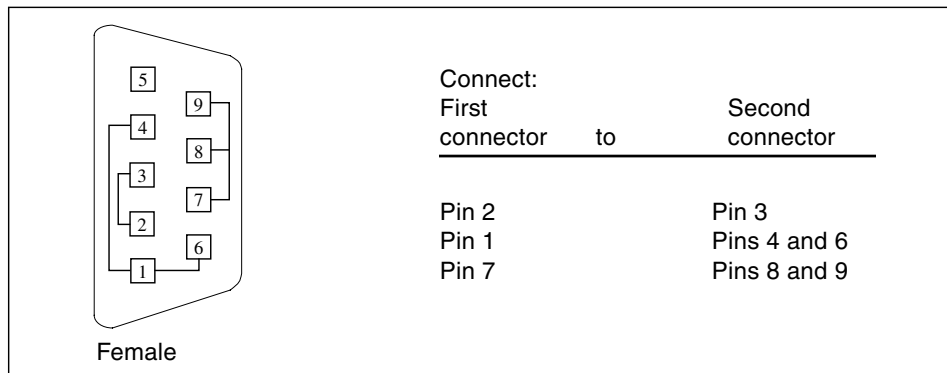 5
9
4
8
3
7
2
6
1
Female
Connect:
First Second
connector to connector
Pin 2 Pin 3
Pin 1 Pins 4 and 6
Pin 7 Pins 8 and 9